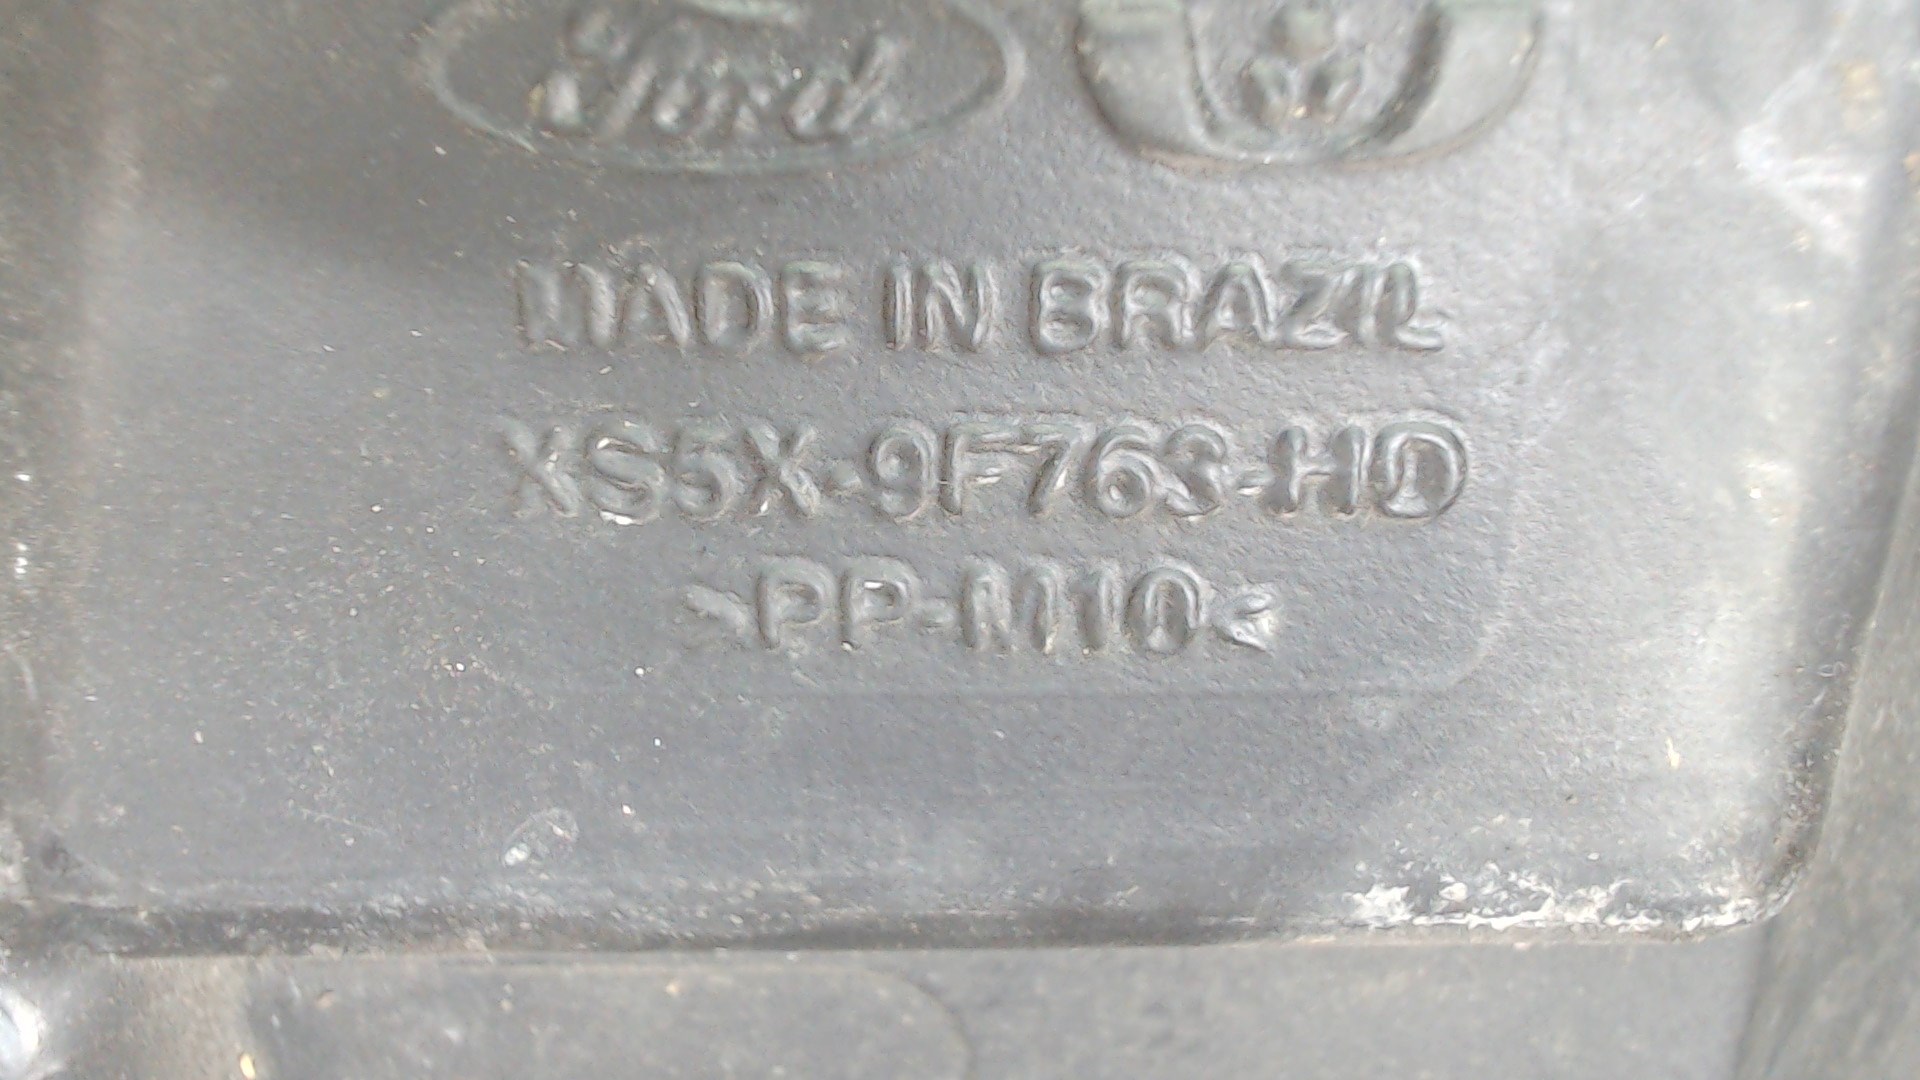 Ford
MADE IN BRAZIL
XS5X-9F763-HD
>PP-M10<